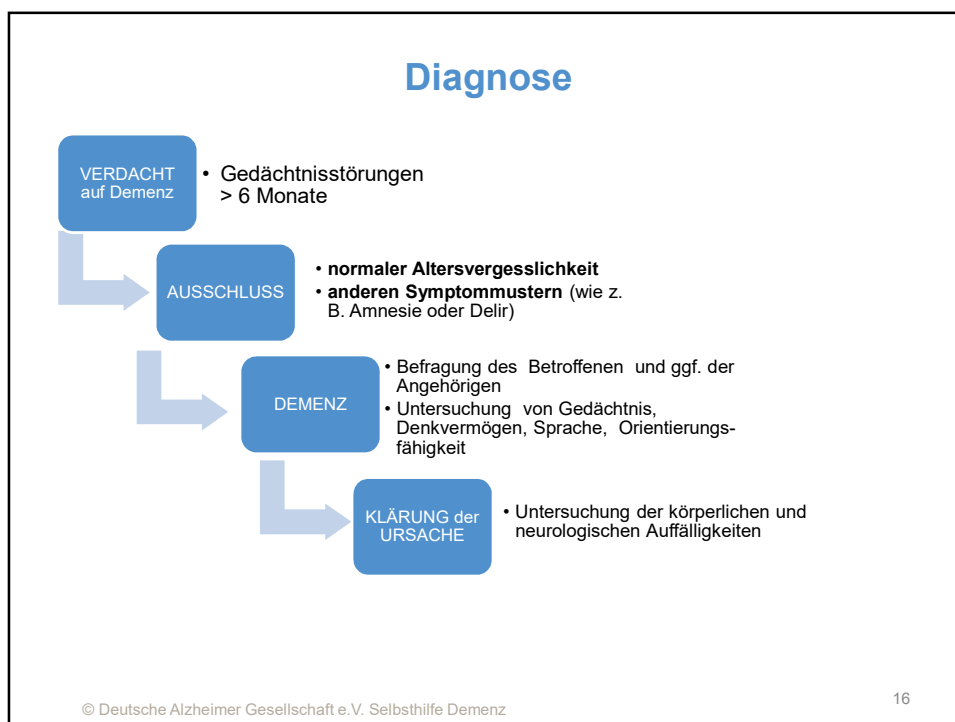 Diagnose
VERDACHT
auf Demenz
• Gedächtnisstörungen
> 6 Monate
AUSSCHLUSS
• normaler Altersvergesslichkeit
• anderen Symptommustern (wie z.
B. Amnesie oder Delir)
DEMENZ
• Befragung des Betroffenen und ggf. der
Angehörigen
• Untersuchung von Gedächtnis,
Denkvermögen, Sprache, Orientierungs-
fähigkeit
KLÄRUNG der
URSACHE
• Untersuchung der körperlichen und
neurologischen Auffälligkeiten
© Deutsche Alzheimer Gesellschaft e.V. Selbsthilfe Demenz
16